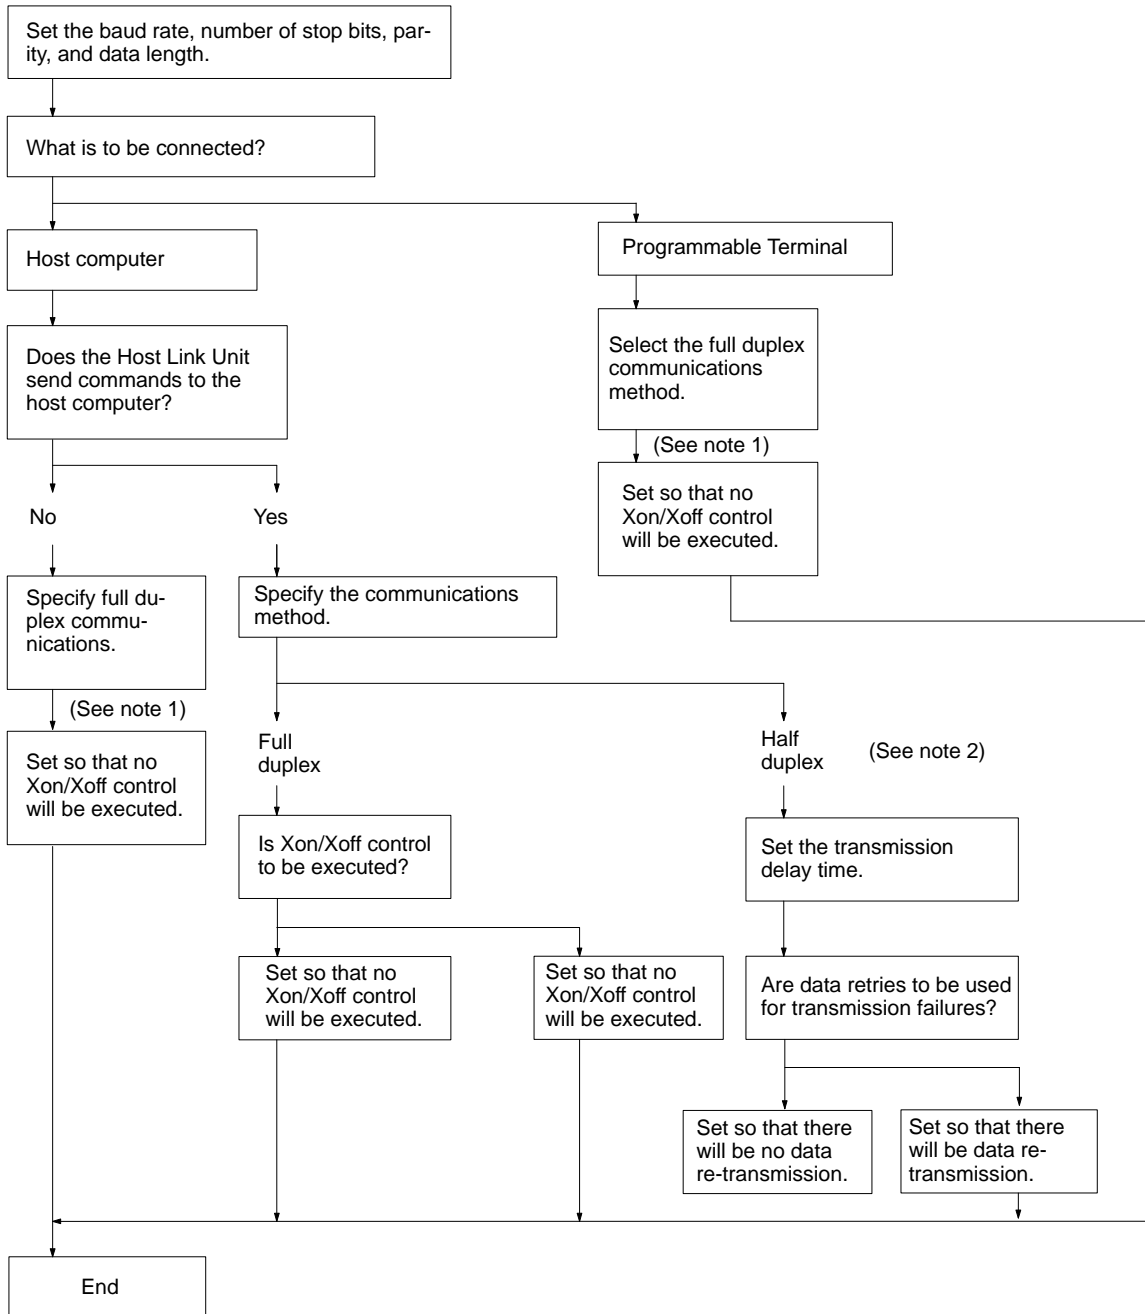 Set the baud rate, number of stop bits, par-
ity, and data length.
What is to be connected?
Host computer
Programmable Terminal
Does the Host Link Unit
send commands to the
host computer?
Select the full duplex
communications
method.
(See note 1)
Set so that no
Xon/Xoff control
will be executed.
No
Yes
Specify full du-
plex commu-
nications.
Specify the communications
method.
(See note 1)
Set so that no
Xon/Xoff control
will be executed.
Full
duplex
Half
duplex
(See note 2)
Is Xon/Xoff control
to be executed?
Set the transmission
delay time.
Set so that no
Xon/Xoff control
will be executed.
Set so that no
Xon/Xoff control
will be executed.
Are data retries to be used
for transmission failures?
Set so that there
will be no data
re-transmission.
Set so that there
will be data re-
transmission.
End